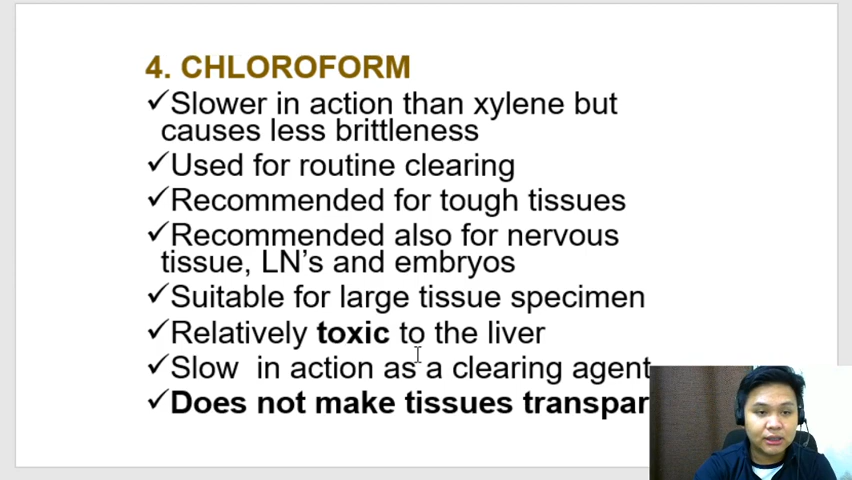 4. CHLOROFORM
✓Slower in action than xylene but
causes less brittleness
✓Used for routine clearing
✓Recommended for tough tissues
✓Recommended also for nervous
tissue, LN's and embryos
✓Suitable for large tissue specimen
✓Relatively toxic to the liver
✓Slow in action as a clearing agent
✓Does not make tissues transpar